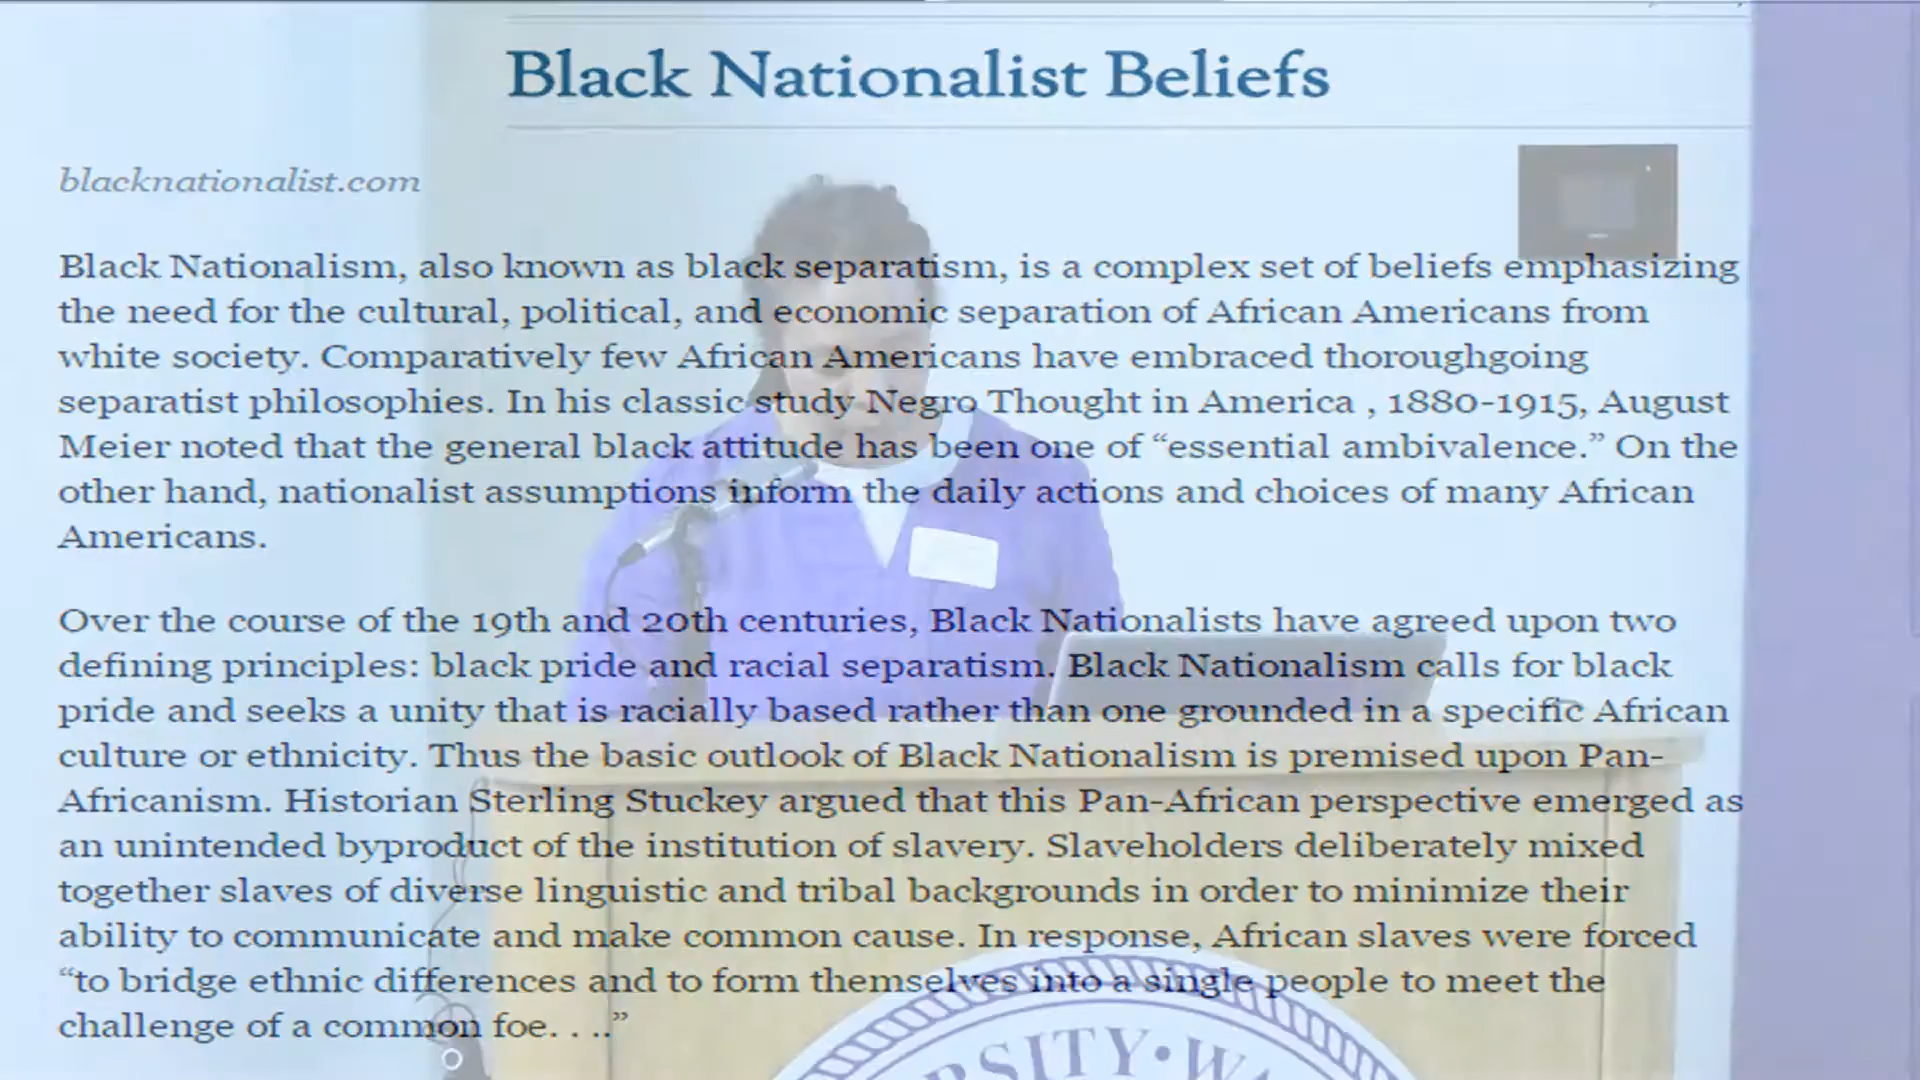 Black Nationalist Beliefs
blacknationalist.com
Black Nationalism, also known as black separatism, is a complex set of beliefs emphasizing
the need for the cultural, political, and economic separation of African Americans from
white society. Comparatively few African Americans have embraced thoroughgoing
separatist philosophies. In his classic study Negro Thought in America , 1880-1915, August
Meier noted that the general black attitude has been one of “essential ambivalence.” On the
other hand, nationalist assumptions inform the daily actions and choices of many African
Americans.
Over the course of the 19th and 20th centuries, Black Nationalists have agreed upon two
defining principles: black pride and racial separatism. Black Nationalism calls for black
pride and seeks a unity that is racially based rather than one grounded in a specific African
culture or ethnicity. Thus the basic outlook of Black Nationalism is premised upon Pan-
Africanism. Historian Sterling Stuckey argued that this Pan-African perspective emerged as
an unintended byproduct of the institution of slavery. Slaveholders deliberately mixed
together slaves of diverse linguistic and tribal backgrounds in order to minimize their
ability to communicate and make common cause. In response, African slaves were forced
“to bridge ethnic differences and to form themselves into a single people to meet the
challenge of a common foe. . ..”